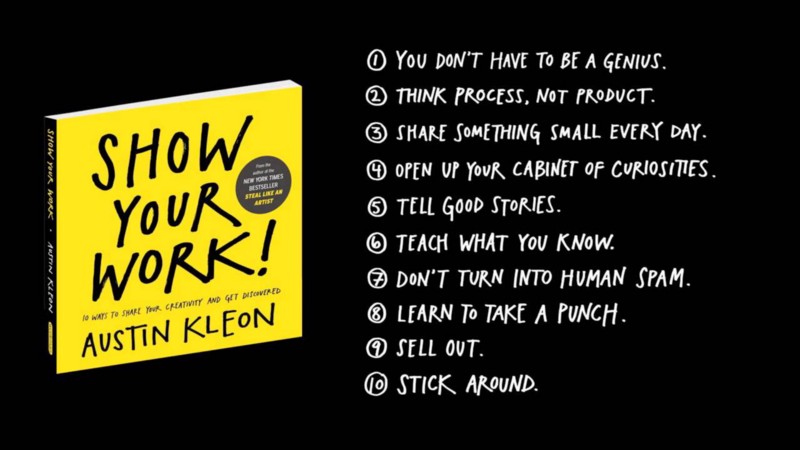 SHOW YOUR WORK • AUSTIN KLEON
SHOW
YOUR
WORK!
From the
author of the
NEW YORK TIMES
BESTSELLER
STEAL LIKE AN
ARTIST
10 WAYS TO SHARE YOUR CREATIVITY AND GET DISCOVERED
AUSTIN KLEON
1 YOU DON'T HAVE TO BE A GENIUS.
2 THINK PROCESS, NOT PRODUCT.
3 SHARE SOMETHING SMALL EVERY DAY.
4 OPEN UP YOUR CABINET OF CURIOSITIES.
5 TELL GOOD STORIES.
6 TEACH WHAT YOU KNOW.
7 DON'T TURN INTO HUMAN SPAM.
8 LEARN TO TAKE A PUNCH.
9 SELL OUT.
10 STICK AROUND.